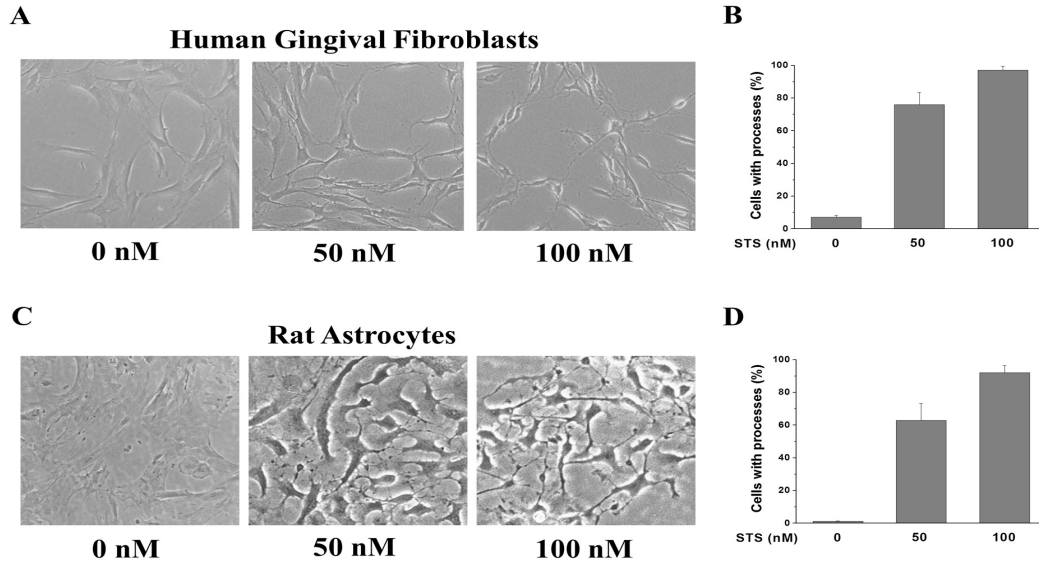 A
Human Gingival Fibroblasts
0 nM
50 nM
100 nM
B
Cells with processes (%)
100
80
60
40
20
0
STS (nM)
0
50
100
C
Rat Astrocytes
0 nM
50 nM
100 nM
D
Cells with processes (%)
100
80
60
40
20
0
STS (nM)
0
50
100